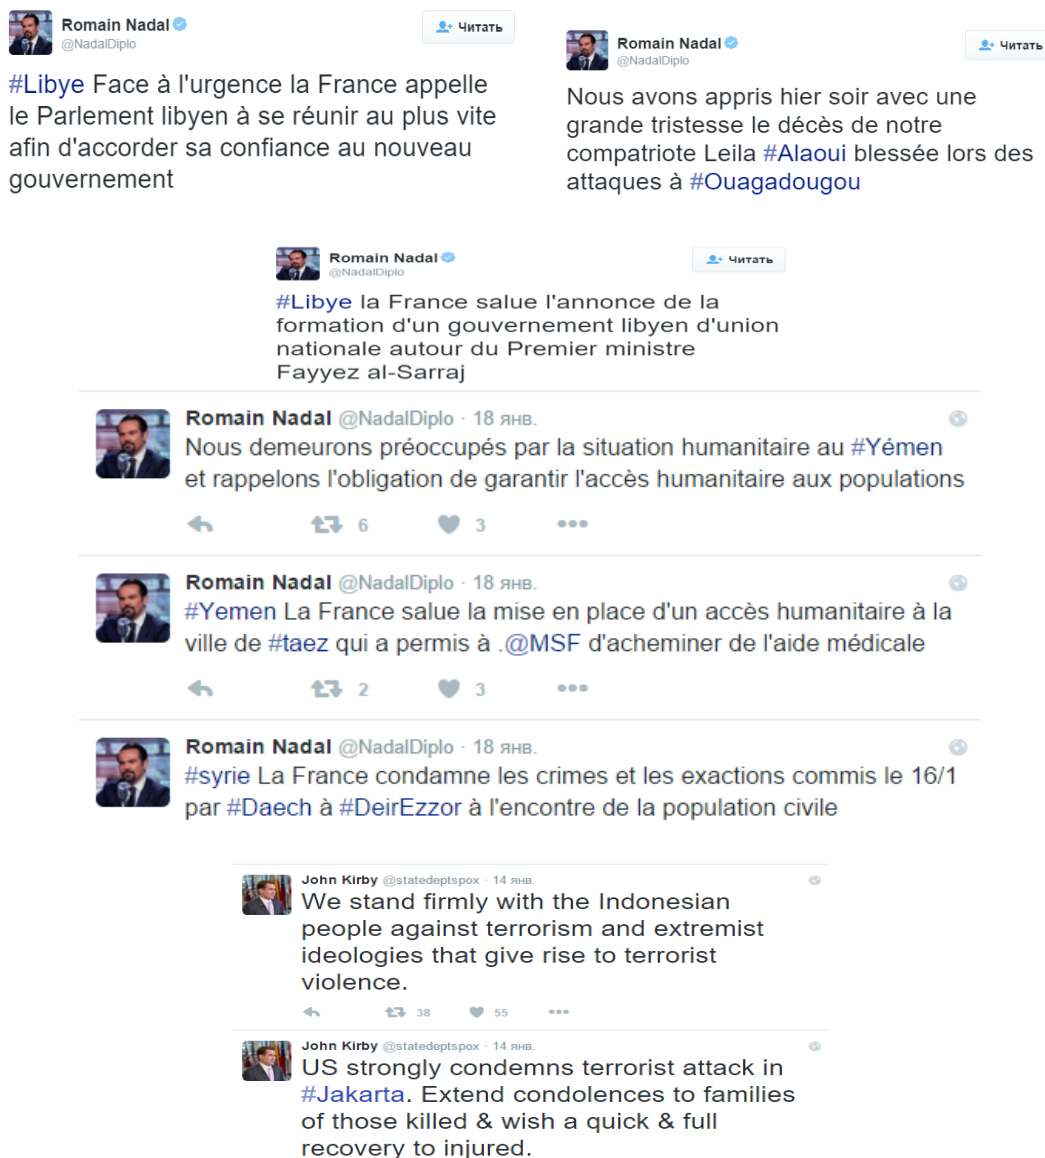 Romain Nadal
@NadalDiplo
Читать
#Libye Face à l'urgence la France appelle
le Parlement libyen à se réunir au plus vite
afin d'accorder sa confiance au nouveau
gouvernement
Romain Nadal
@NadalDiplo
Читать
Nous avons appris hier soir avec une
grande tristesse le décès de notre
compatriote Leila #Alaoui blessée lors des
attaques à #Ouagadougou
Romain Nadal
@NadalDiplo
Читать
#Libye la France salue l'annonce de la
formation d'un gouvernement libyen d'union
nationale autour du Premier ministre
Fayyez al-Sarraj
Romain Nadal @NadalDiplo · 18 янв.
Nous demeurons préoccupés par la situation humanitaire au #Yémen
et rappelons l'obligation de garantir l'accès humanitaire aux populations
6 3
Romain Nadal @NadalDiplo · 18 янв.
#Yemen La France salue la mise en place d'un accès humanitaire à la
ville de #taez qui a permis à .@MSF d'acheminer de l'aide médicale
2 3
Romain Nadal @NadalDiplo · 18 янв.
#syrie La France condamne les crimes et les exactions commis le 16/1
par #Daech à #DeirEzzor à l'encontre de la population civile
John Kirby @statedeptspox · 14 янв.
We stand firmly with the Indonesian
people against terrorism and extremist
ideologies that give rise to terrorist
violence.
38 55
John Kirby @statedeptspox · 14 янв.
US strongly condemns terrorist attack in
#Jakarta. Extend condolences to families
of those killed & wish a quick & full
recovery to injured.